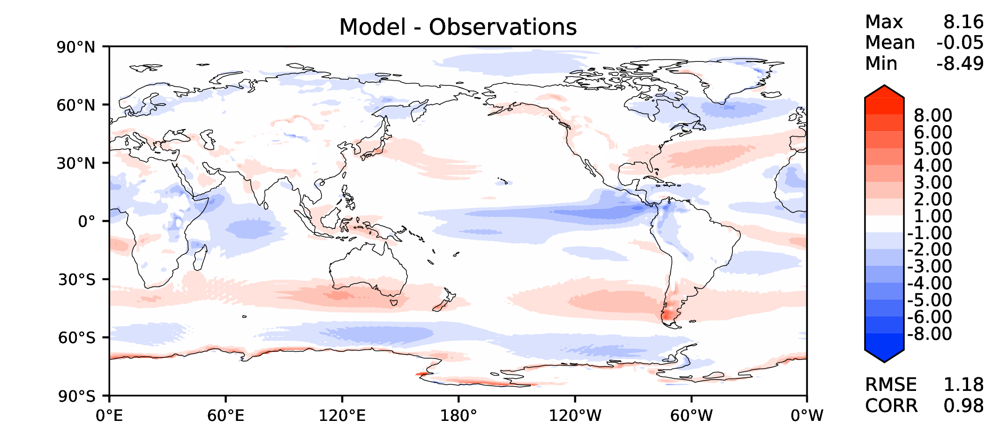 Model - Observations
Max 8.16
Mean -0.05
Min -8.49
90°N
60°N
30°N
0°
30°S
60°S
90°S
0°E 60°E 120°E 180° 120°W 60°W 0°W
8.00
6.00
5.00
4.00
3.00
2.00
1.00
-1.00
-2.00
-3.00
-4.00
-5.00
-6.00
-8.00
RMSE 1.18
CORR 0.98